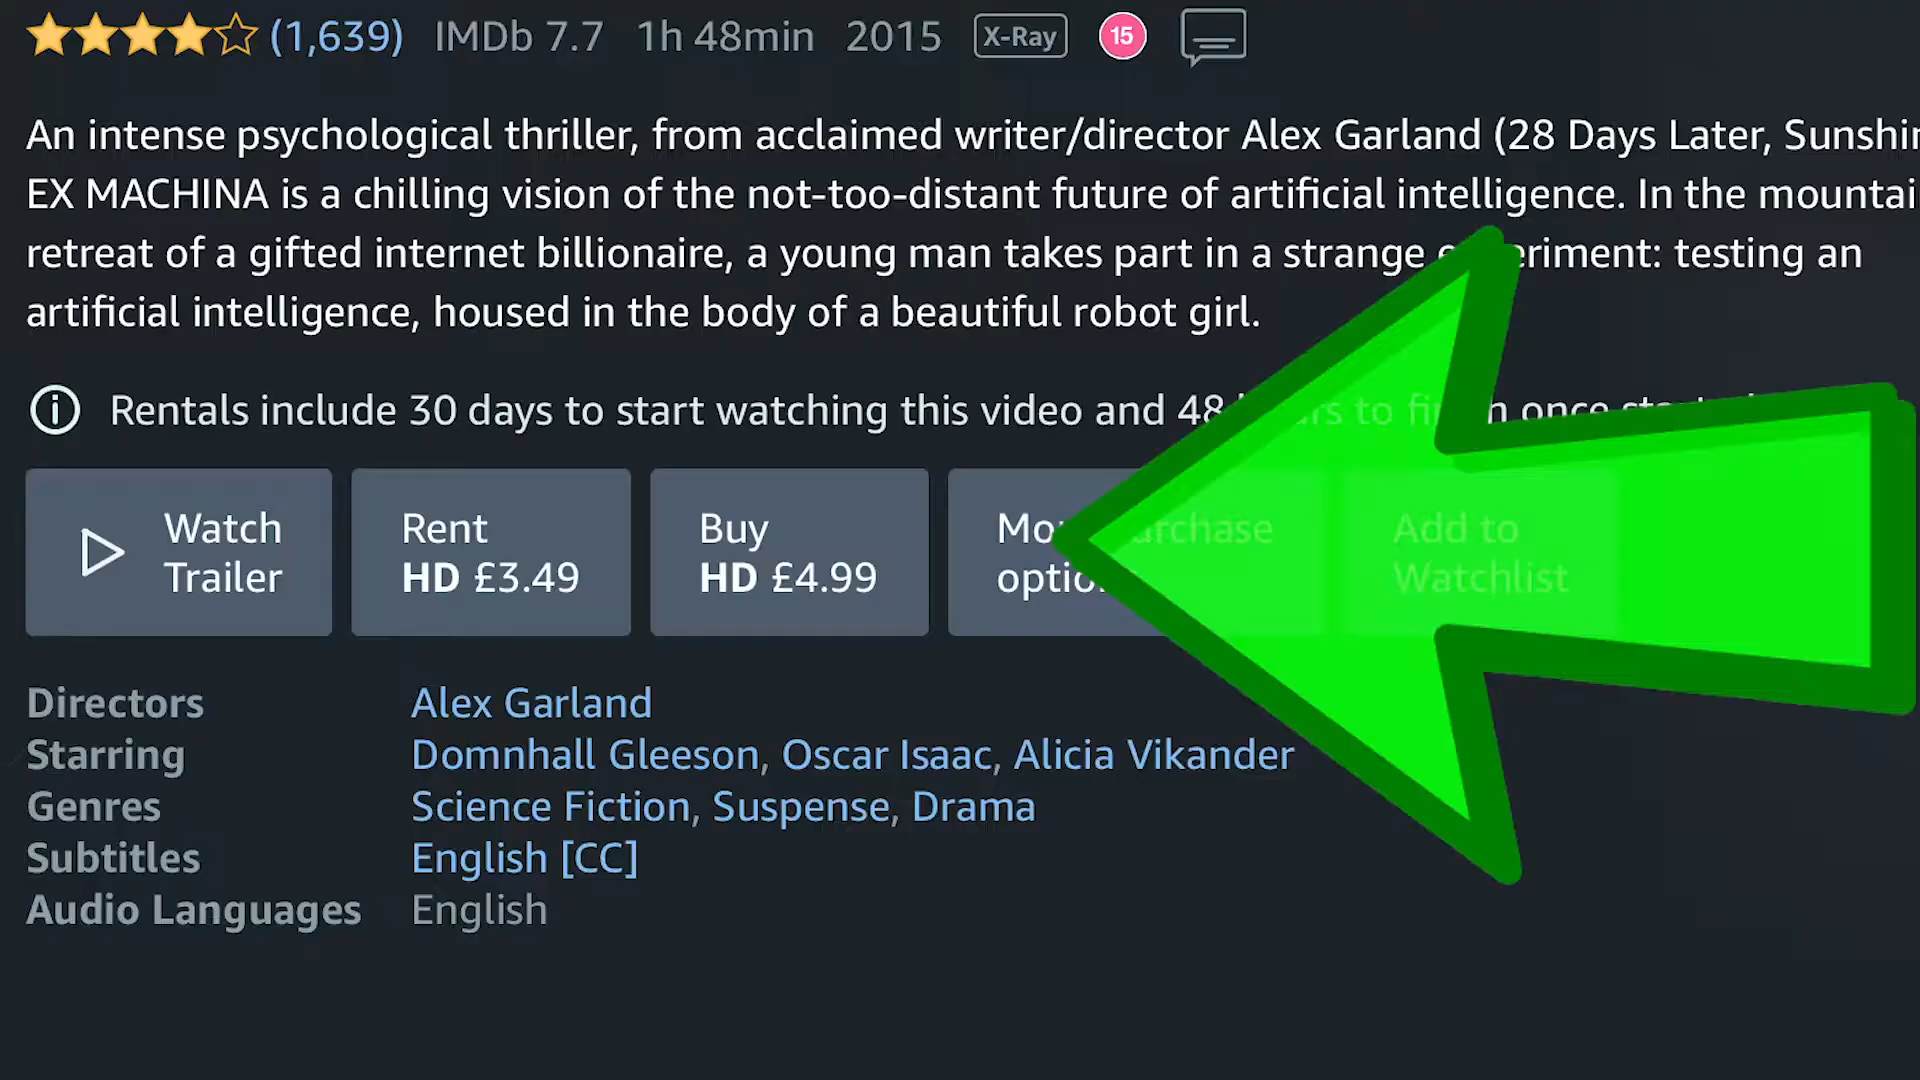 (1,639) IMDb 7.7 1h 48min 2015 X-Ray 15
An intense psychological thriller, from acclaimed writer/director Alex Garland (28 Days Later,
EX MACHINA is a chilling vision of the not-too-distant future of artificial intelligence. In the
retreat of a gifted internet billionaire, a young man takes part in a strange testing an
artificial intelligence, housed in the body of a beautiful robot girl.
Rentals include 30 days to start watching this video and 48 to once
Watch
Trailer
Rent
HD £3.49
Buy
HD £4.99
Add to
Watchlist
Directors Alex Garland
Starring Domnhall Gleeson, Oscar Isaac, Alicia Vikander
Genres Science Fiction, Suspense, Drama
Subtitles English [CC]
Audio Languages English